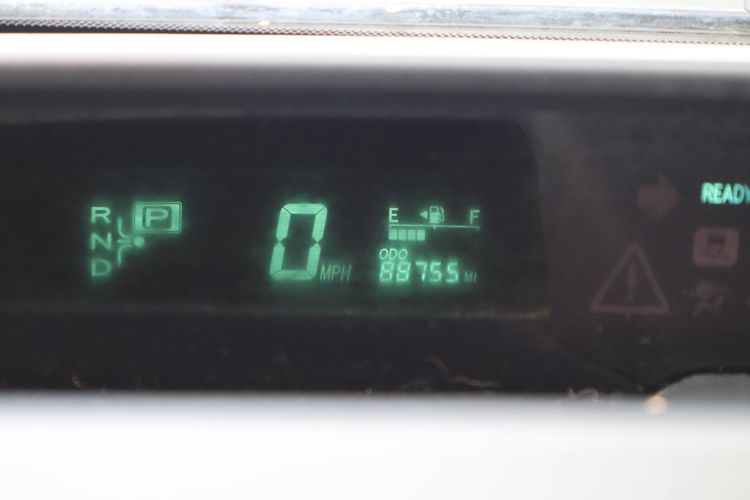 R P
N
D
0 MPH
E F
ODO
88755 MI
READY